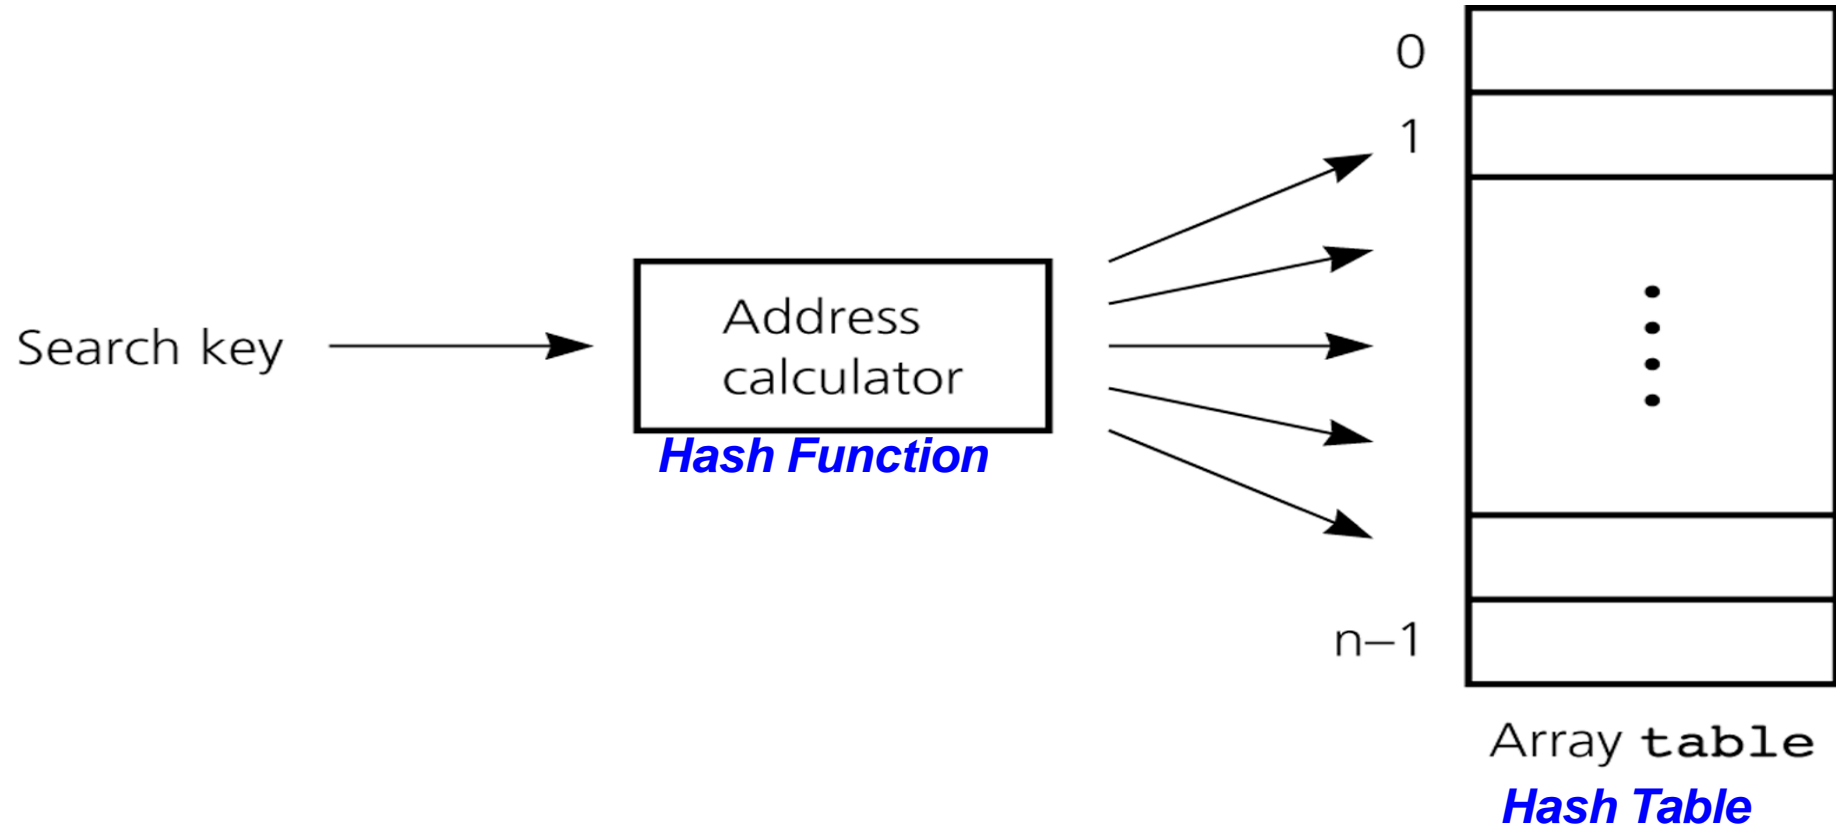 Search key
Address
calculator
Hash Function
0
1
n–1
Array table
Hash Table